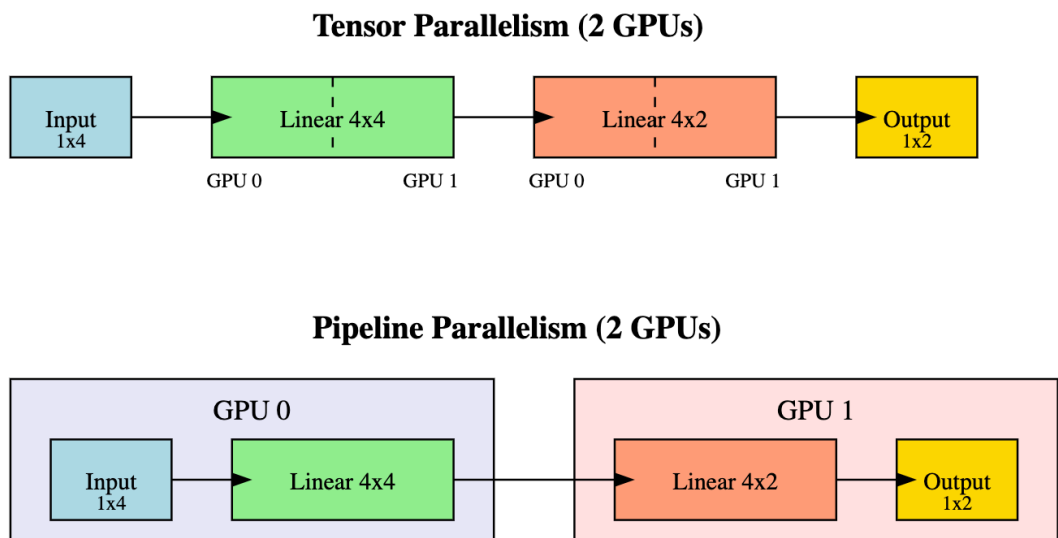 Tensor Parallelism (2 GPUs)
Input
1x4
Linear 4x4
Linear 4x2
Output
1x2
GPU 0
GPU 1
GPU 0
GPU 1
Pipeline Parallelism (2 GPUs)
GPU 0
GPU 1
Input
1x4
Linear 4x4
Linear 4x2
Output
1x2